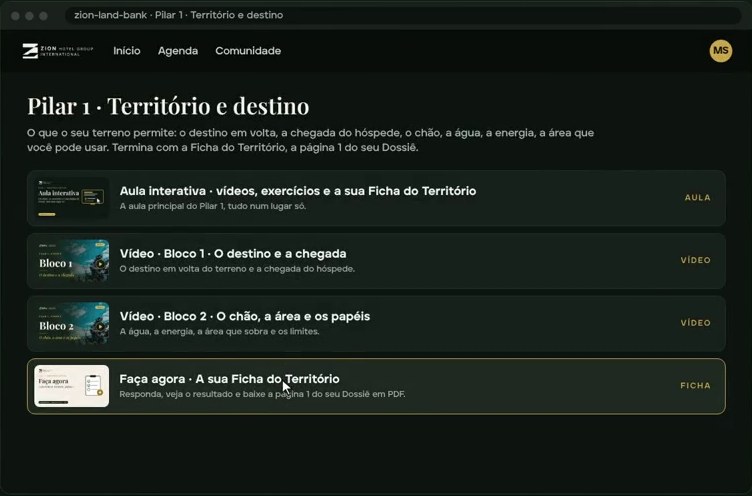 zion-land-bank · Pilar 1 · Território e destino
ZION HOTEL GROUP
INTERNATIONAL
Início
Agenda
Comunidade
MS
Pilar 1 · Território e destino
O que o seu terreno permite: o destino em volta, a chegada do hóspede, o chão, a água, a energia, a área que
você pode usar. Termina com a Ficha do Território, a página 1 do seu Dossiê.
Aula interativa
Aula interativa · vídeos, exercícios e a sua Ficha do Território
A aula principal do Pilar 1, tudo num lugar só.
AULA
Bloco 1
Vídeo · Bloco 1 · O destino e a chegada
O destino em volta do terreno e a chegada do hóspede.
VÍDEO
Bloco 2
Vídeo · Bloco 2 · O chão, a área e os papéis
A água, a energia, a área que sobra e os limites.
VÍDEO
Faça agora
Faça agora · A sua Ficha do Território
Responda, veja o resultado e baixe a página 1 do seu Dossiê em PDF.
FICHA